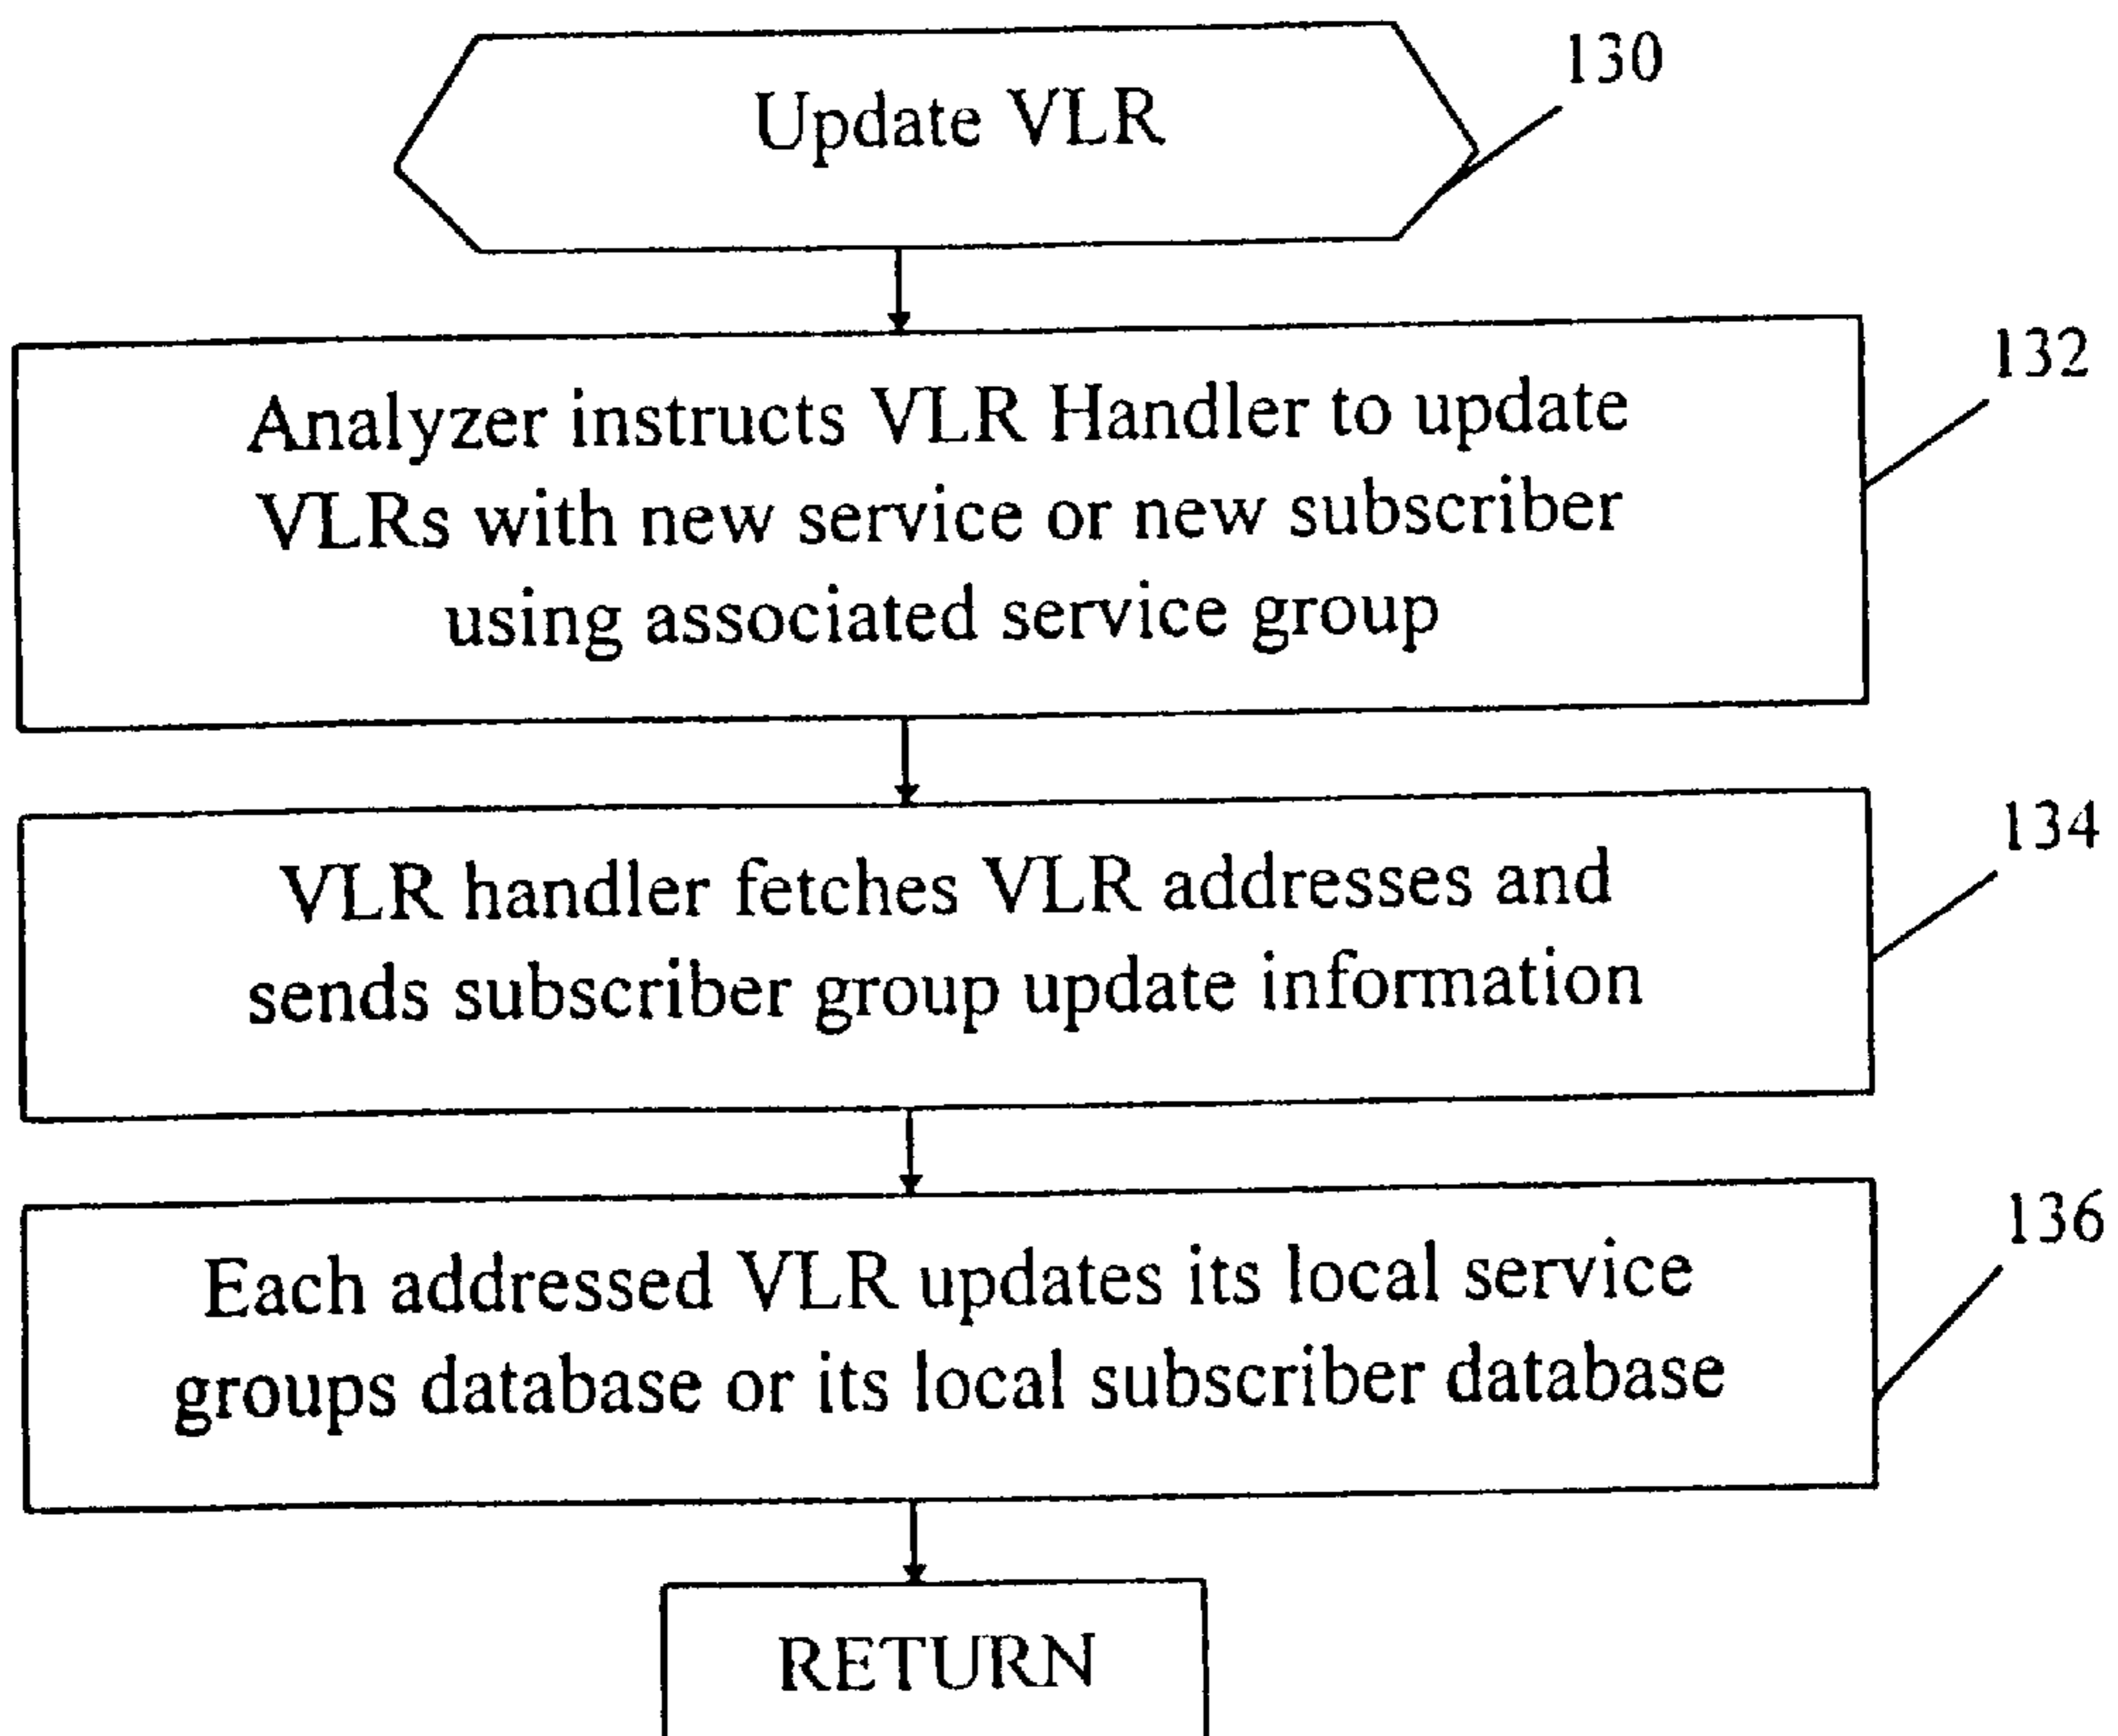 130
Update VLR
132
Analyzer instructs VLR Handler to update
VLRs with new service or new subscriber
using associated service group
134
VLR handler fetches VLR addresses and
sends subscriber group update information
136
Each addressed VLR updates its local service
groups database or its local subscriber database
RETURN